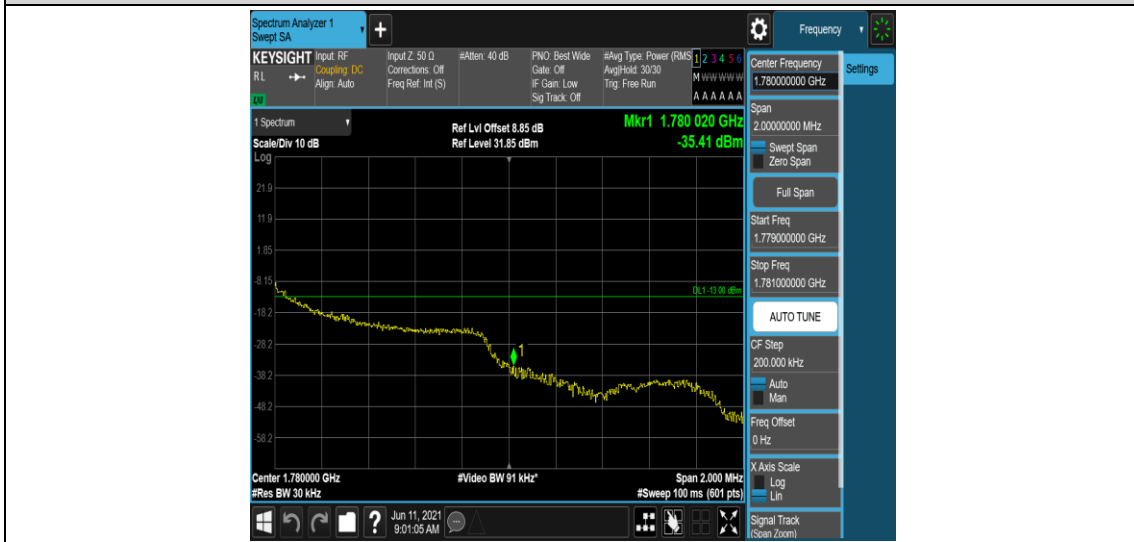 Spectrum Analyzer 1
Swept SA
+
Frequency
KEYSIGHT
RL
LXI
Input: RF
Coupling: DC
Align: Auto
Input Z: 50 Ω
Corrections: Off
Freq Ref: Int (S)
#Atten: 40 dB
PNO: Best Wide
Gate: Off
IF Gain: Low
Sig Track: Off
#Avg Type: Power (RMS
Avg|Hold: 30/30
Trig: Free Run
1 2 3 4 5 6
M W W W W W
A A A A A A
1 Spectrum
Scale/Div 10 dB
Log
Ref Lvl Offset 8.85 dB
Ref Level 31.85 dBm
Mkr1 1.780 020 GHz
-35.41 dBm
21.9
11.9
1.85
-8.15
DL1 -13.00 dBm
-18.2
-28.2
1
-38.2
-48.2
-58.2
Center 1.780000 GHz
#Video BW 91 kHz*
Span 2.000 MHz
#Res BW 30 kHz
#Sweep 100 ms (601 pts)
?
Jun 11, 2021
9:01:05 AM
Center Frequency
1.780000000 GHz
Settings
Span
2.00000000 MHz
Swept Span
Zero Span
Full Span
Start Freq
1.779000000 GHz
Stop Freq
1.781000000 GHz
AUTO TUNE
CF Step
200.000 kHz
Auto
Man
Freq Offset
0 Hz
X Axis Scale
Log
Lin
Signal Track
(Span Zoom)